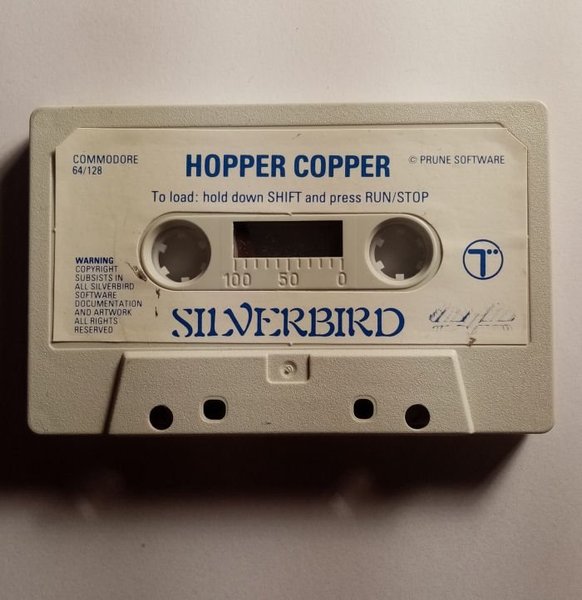 COMMODORE
64/128
HOPPER COPPER
© PRUNE SOFTWARE
To load: hold down SHIFT and press RUN/STOP
100 50 0
WARNING
COPYRIGHT
SUBSISTS IN
ALL SILVERBIRD
SOFTWARE
DOCUMENTATION
AND ARTWORK
ALL RIGHTS
RESERVED
T
SILVERBIRD